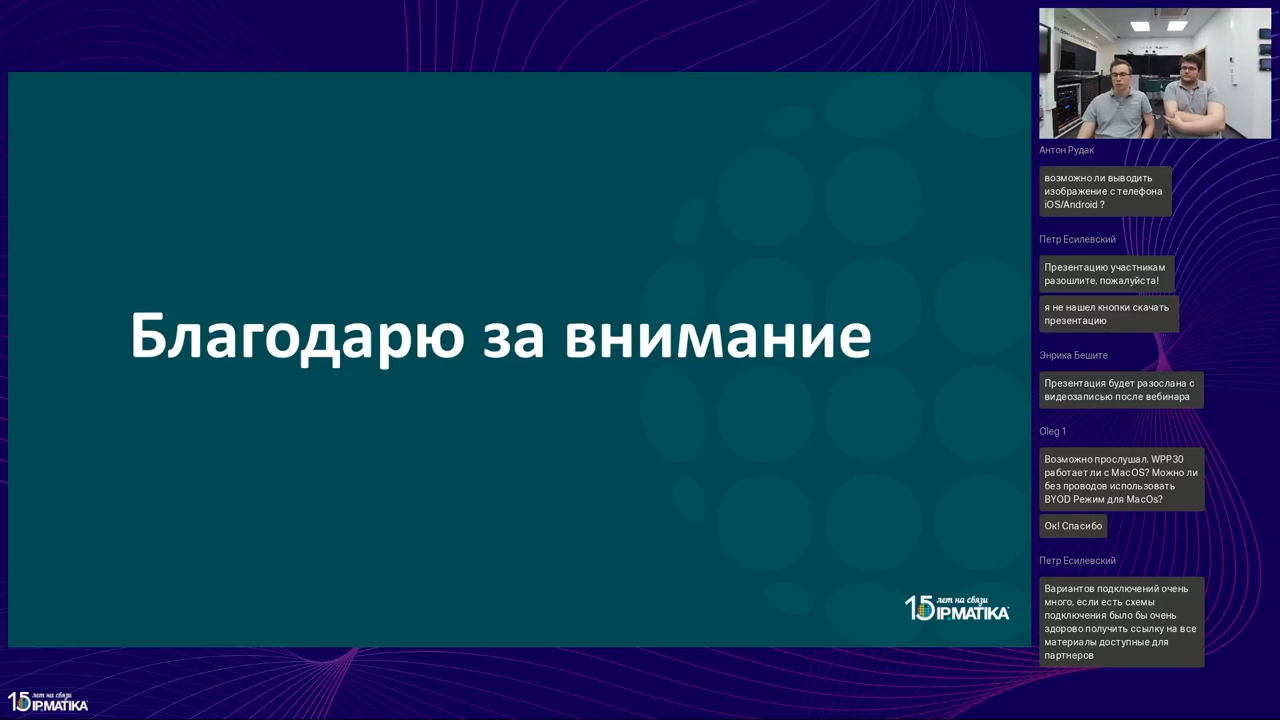 Благодарю за внимание
15 лет на связи
IPMATIKA
15 лет на связи
IPMATIKA
Антон Рудак
возможно ли выводить
изображение с телефона
iOS/Android ?
Петр Есилевский
Презентацию участникам
разошлите, пожалуйста!
я не нашел кнопки скачать
презентацию
Энрика Бешите
Презентация будет разослана с
видеозаписью после вебинара
Oleg 1
Возможно прослушал. WPP30
работает ли с MacOS? Можно ли
без проводов использовать
BYOD Режим для MacOs?
Ок! Спасибо
Петр Есилевский
Вариантов подключений очень
много, если есть схемы
подключения было бы очень
здорово получить ссылку на все
материалы доступные для
партнеров